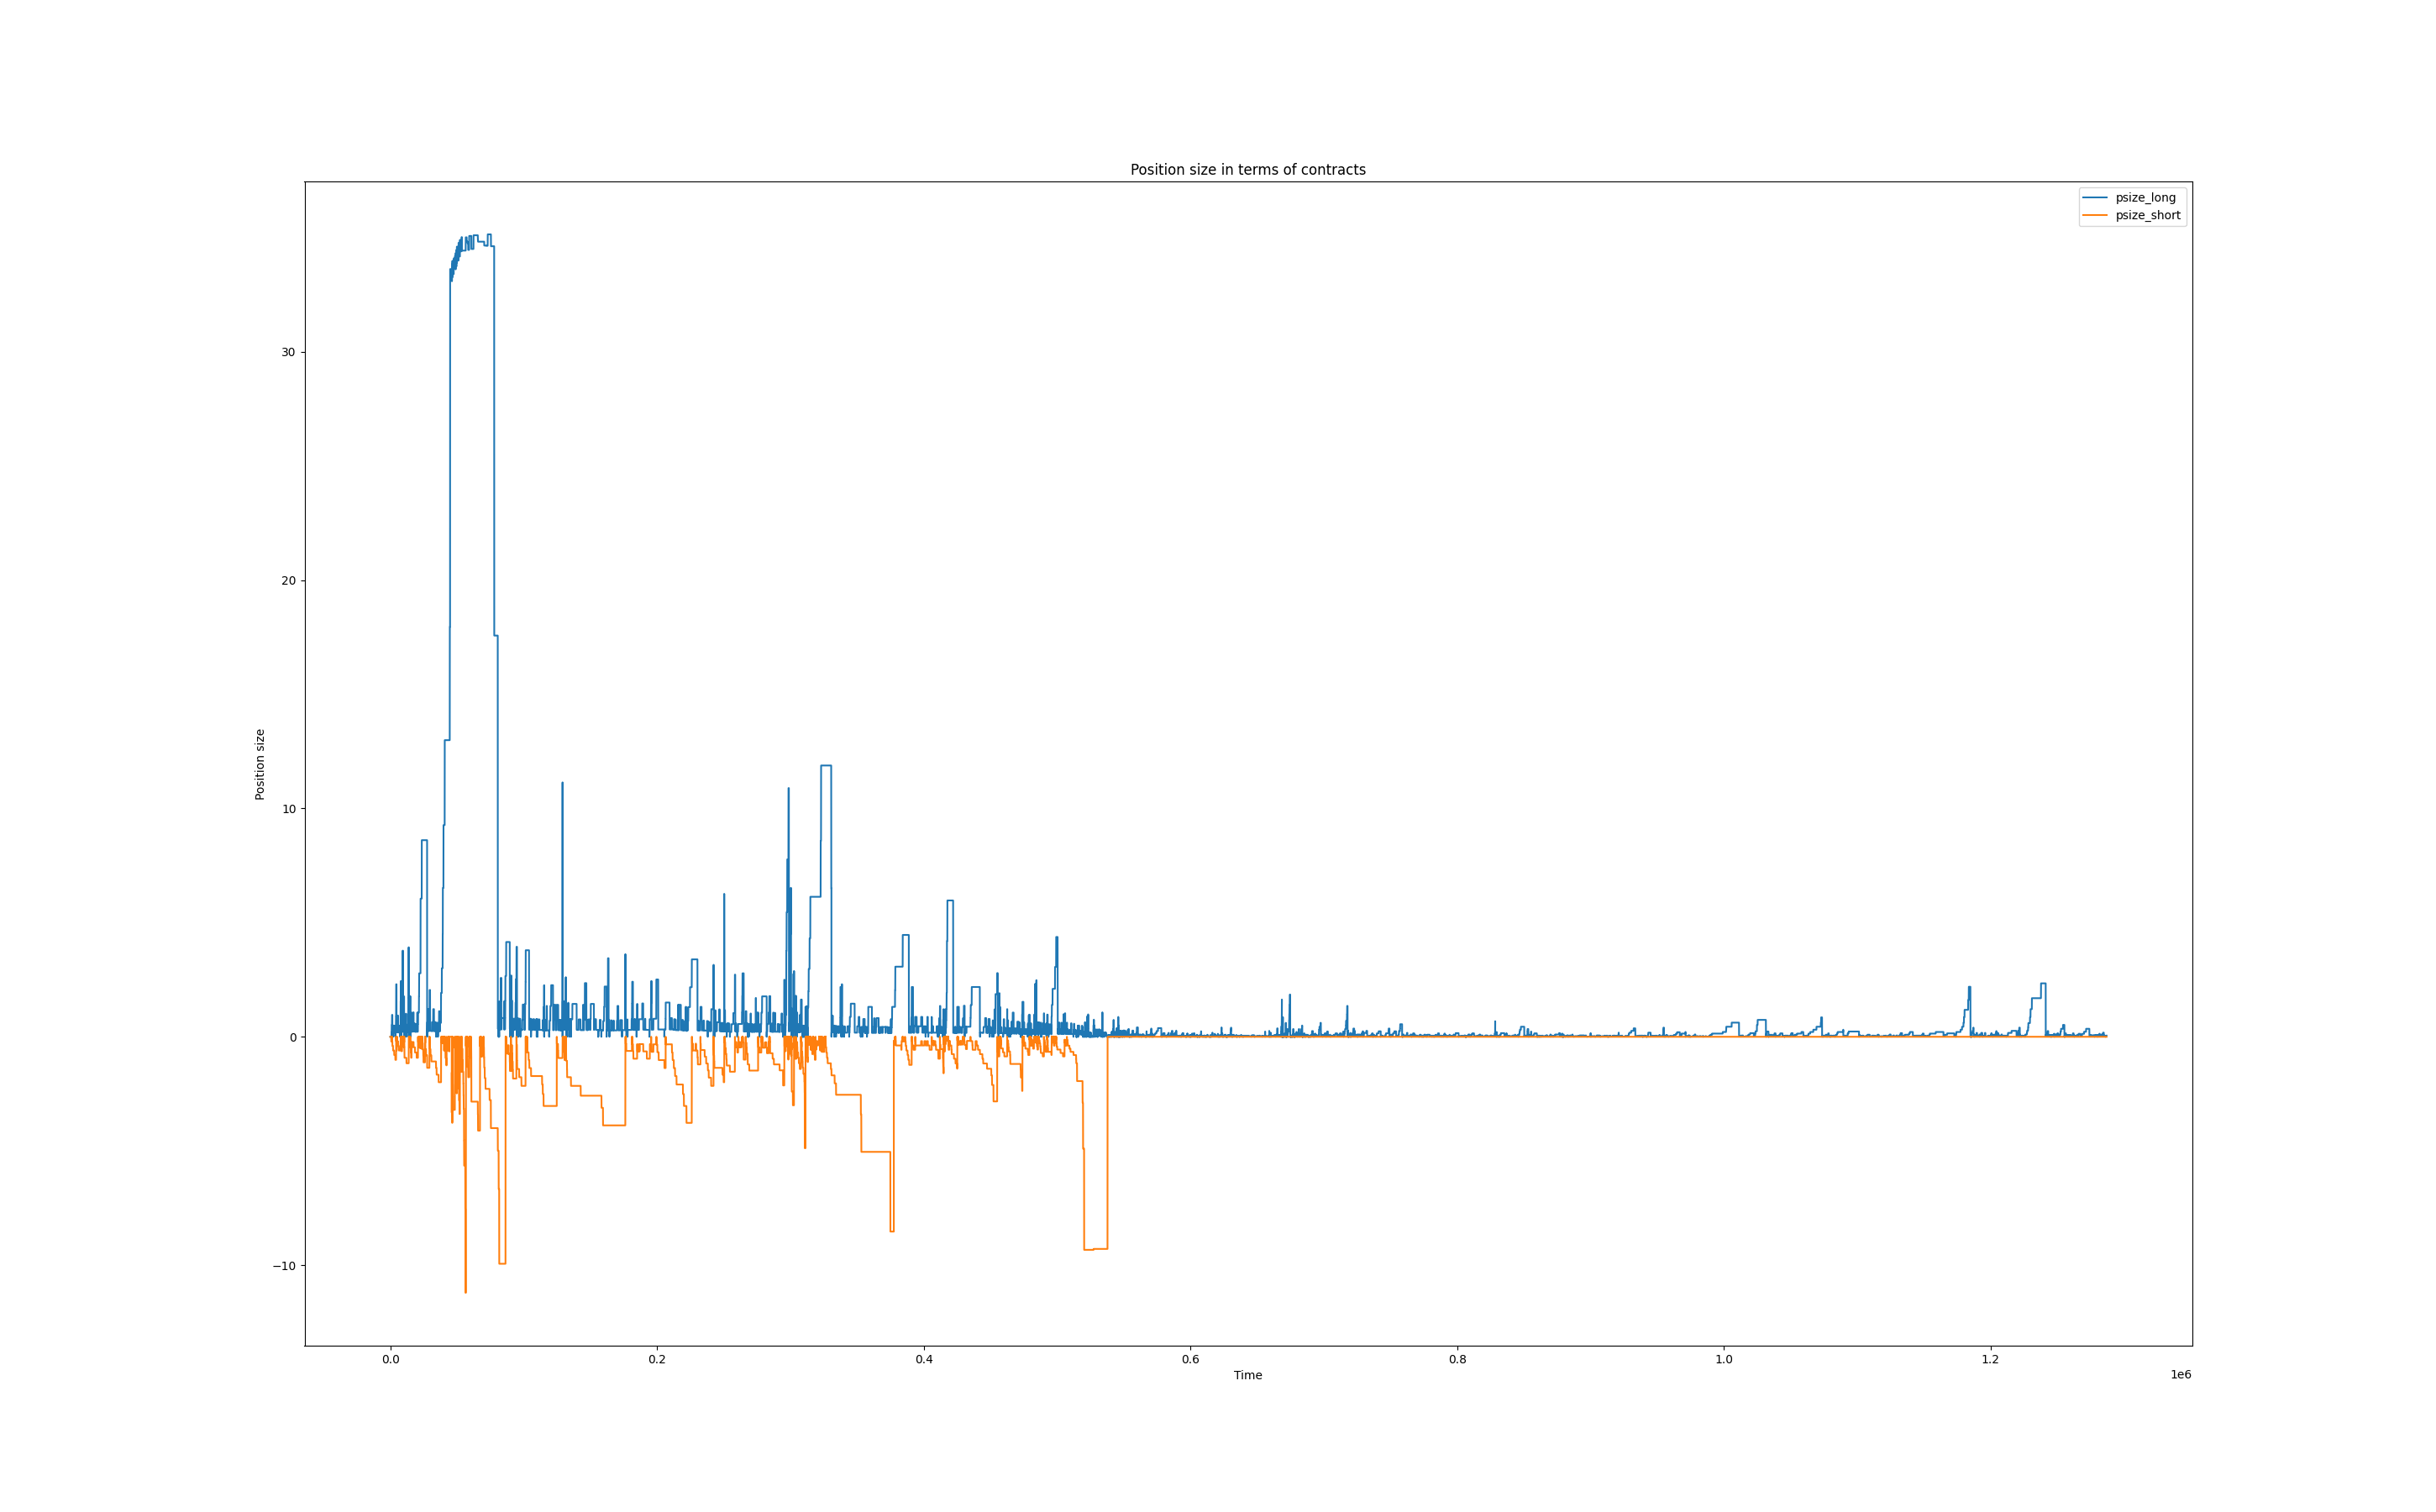 Position size in terms of contracts
psize_long
psize_short
Position size
30
20
10
0
−10
0.0
0.2
0.4
0.6
0.8
1.0
1.2
1e6
Time